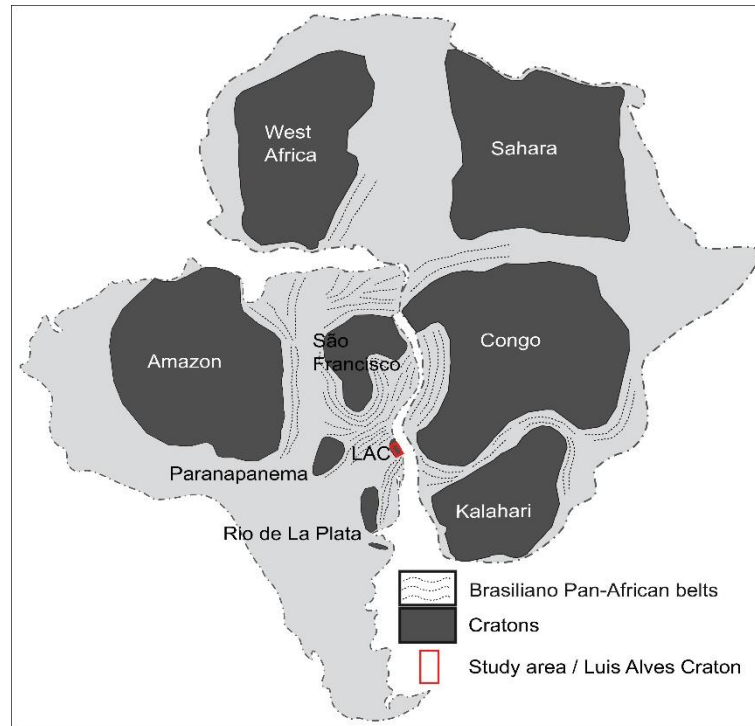 West
Africa
Sahara
São
Francisco
Congo
Amazon
LAC
Paranapanema
Kalahari
Rio de La Plata
Brasiliano Pan-African belts
Cratons
Study area / Luis Alves Craton